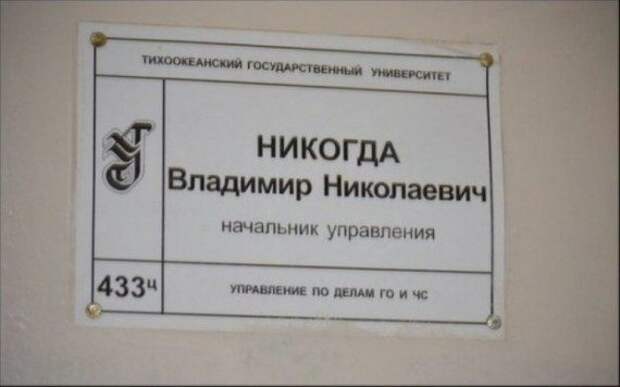 ТИХООКЕАНСКИЙ ГОСУДАРСТВЕННЫЙ УНИВЕРСИТЕТ
НИКОГДА
Владимир Николаевич
начальник управления
433ч
УПРАВЛЕНИЕ ПО ДЕЛАМ ГО И ЧС